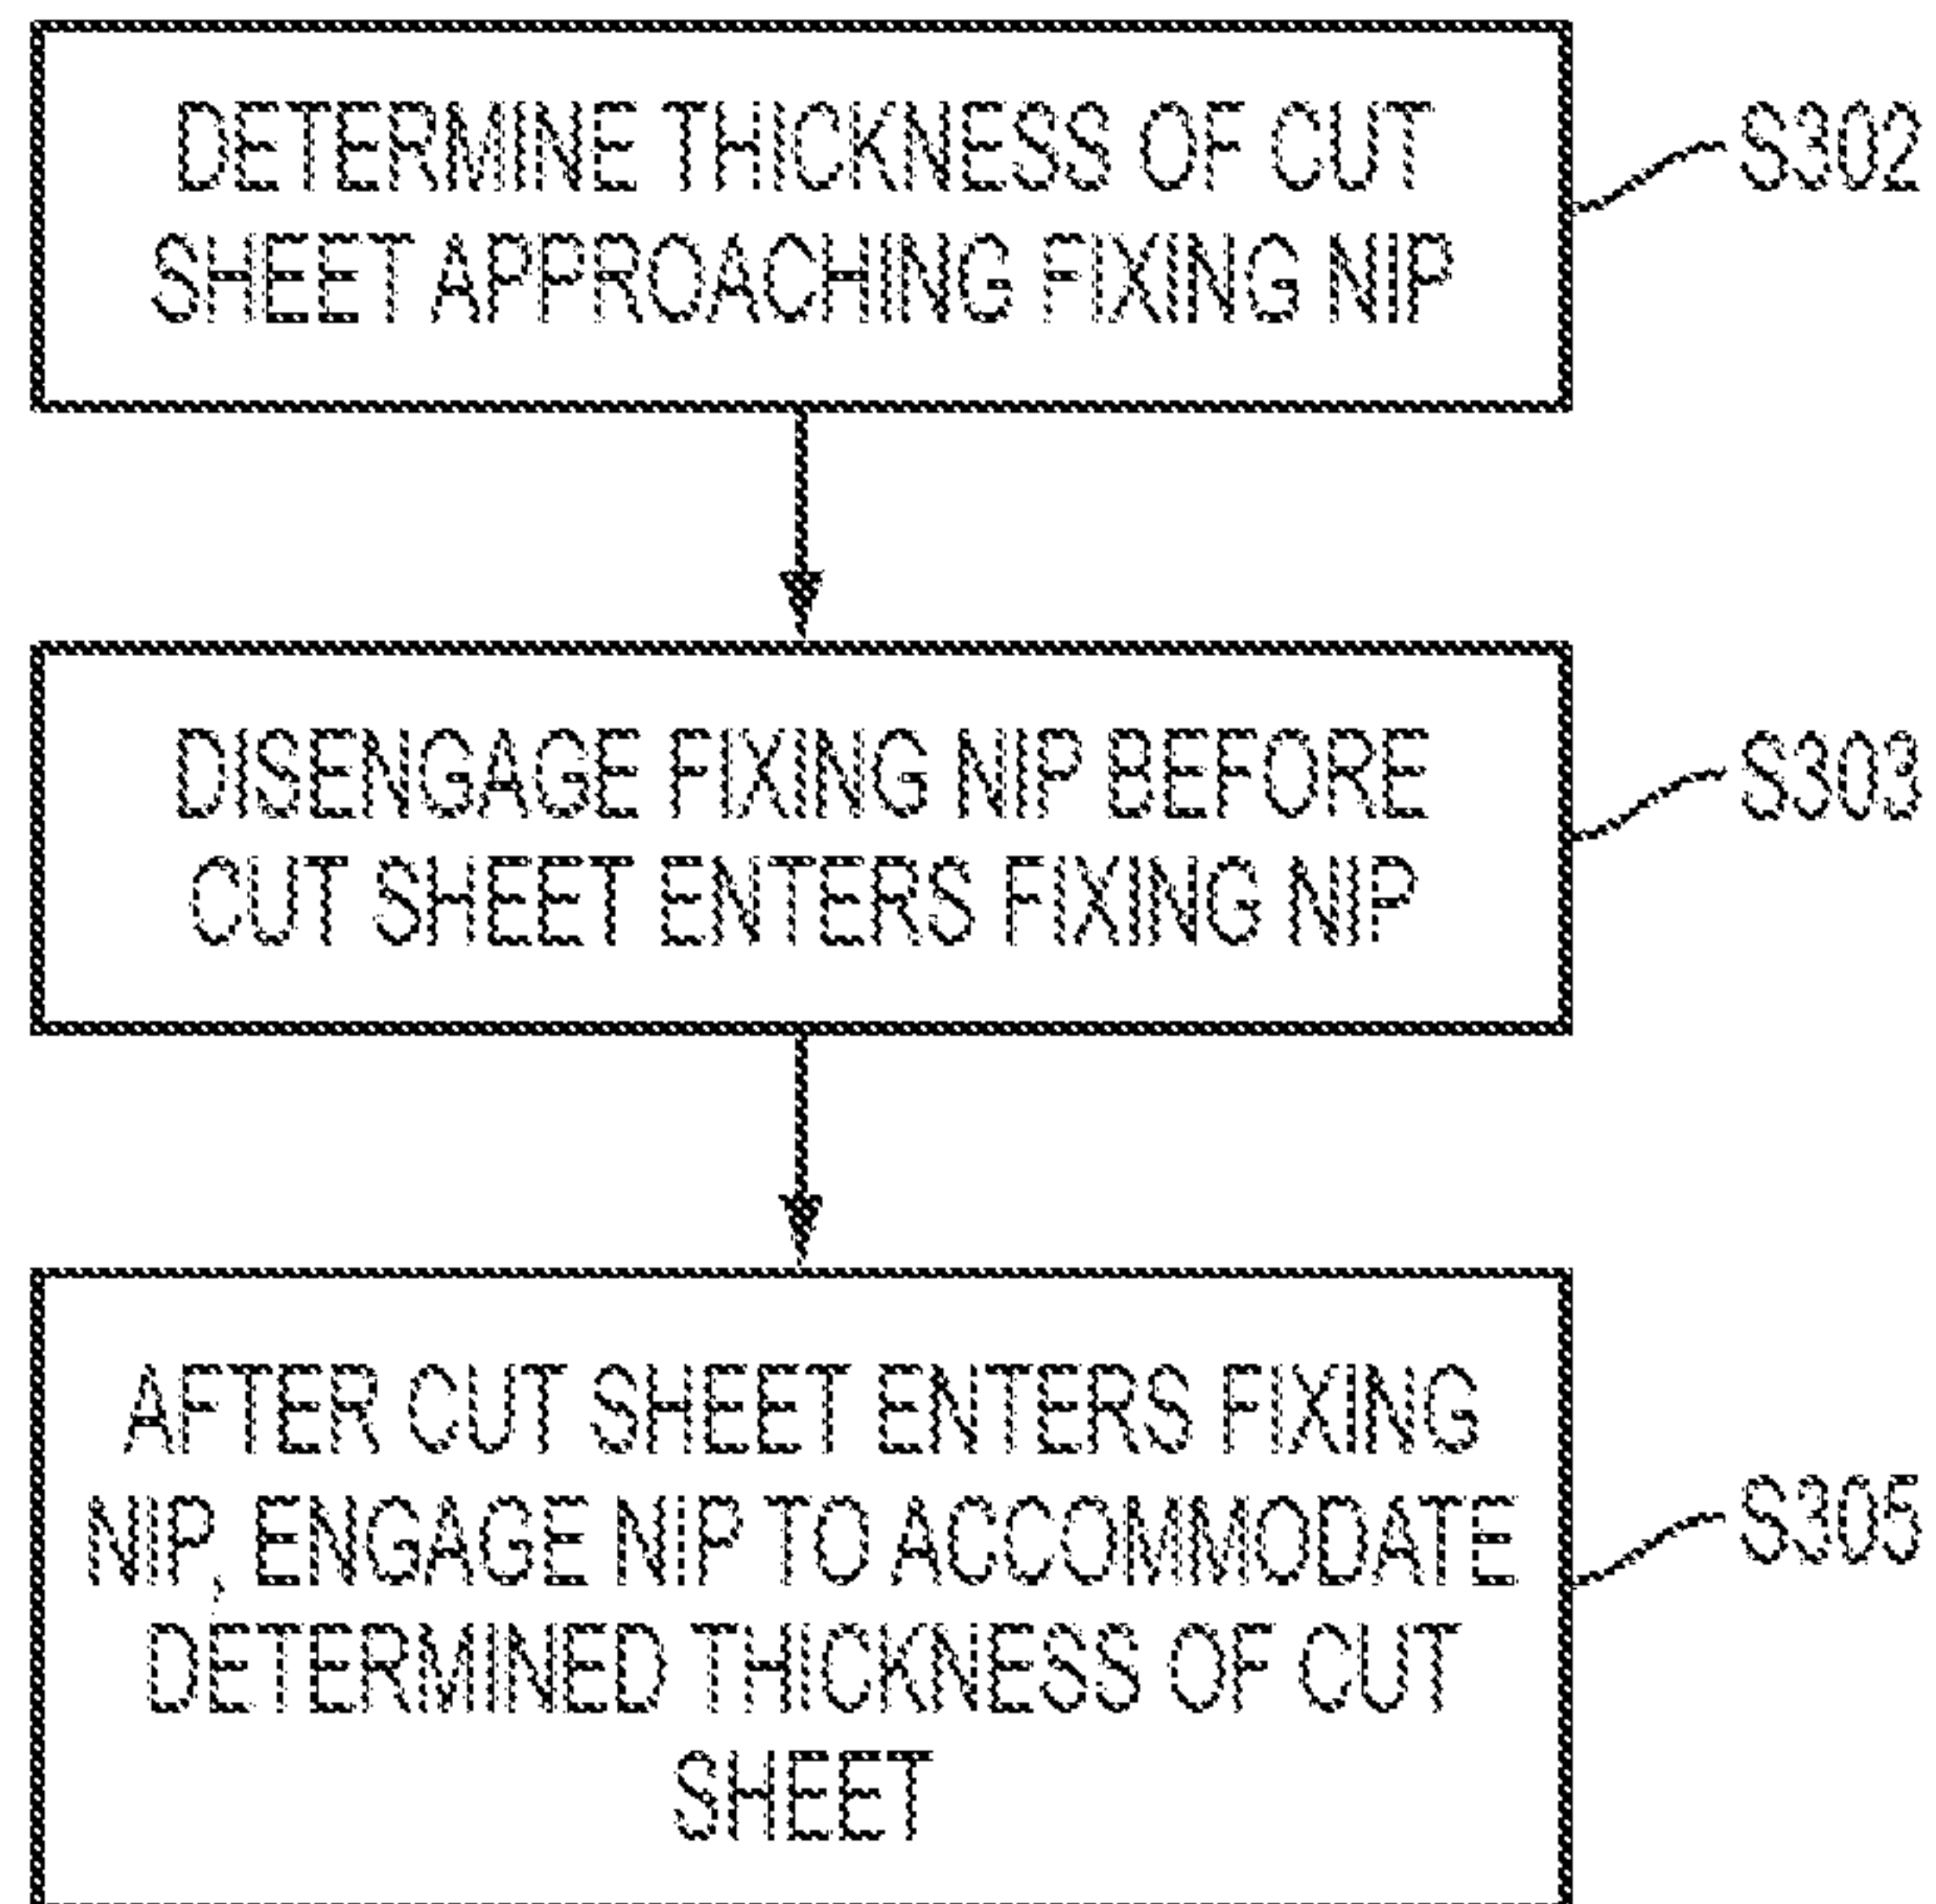 DETERMINE THICKNESS OF CUT
SHEET APPROACHING FIXING NIP
S302
DISENGAGE FIXING NIP BEFORE
CUT SHEET ENTERS FIXING NIP
S303
AFTER CUT SHEET ENTERS FIXING
NIP, ENGAGE NIP TO ACCOMMODATE
DETERMINED THICKNESS OF CUT
SHEET
S305